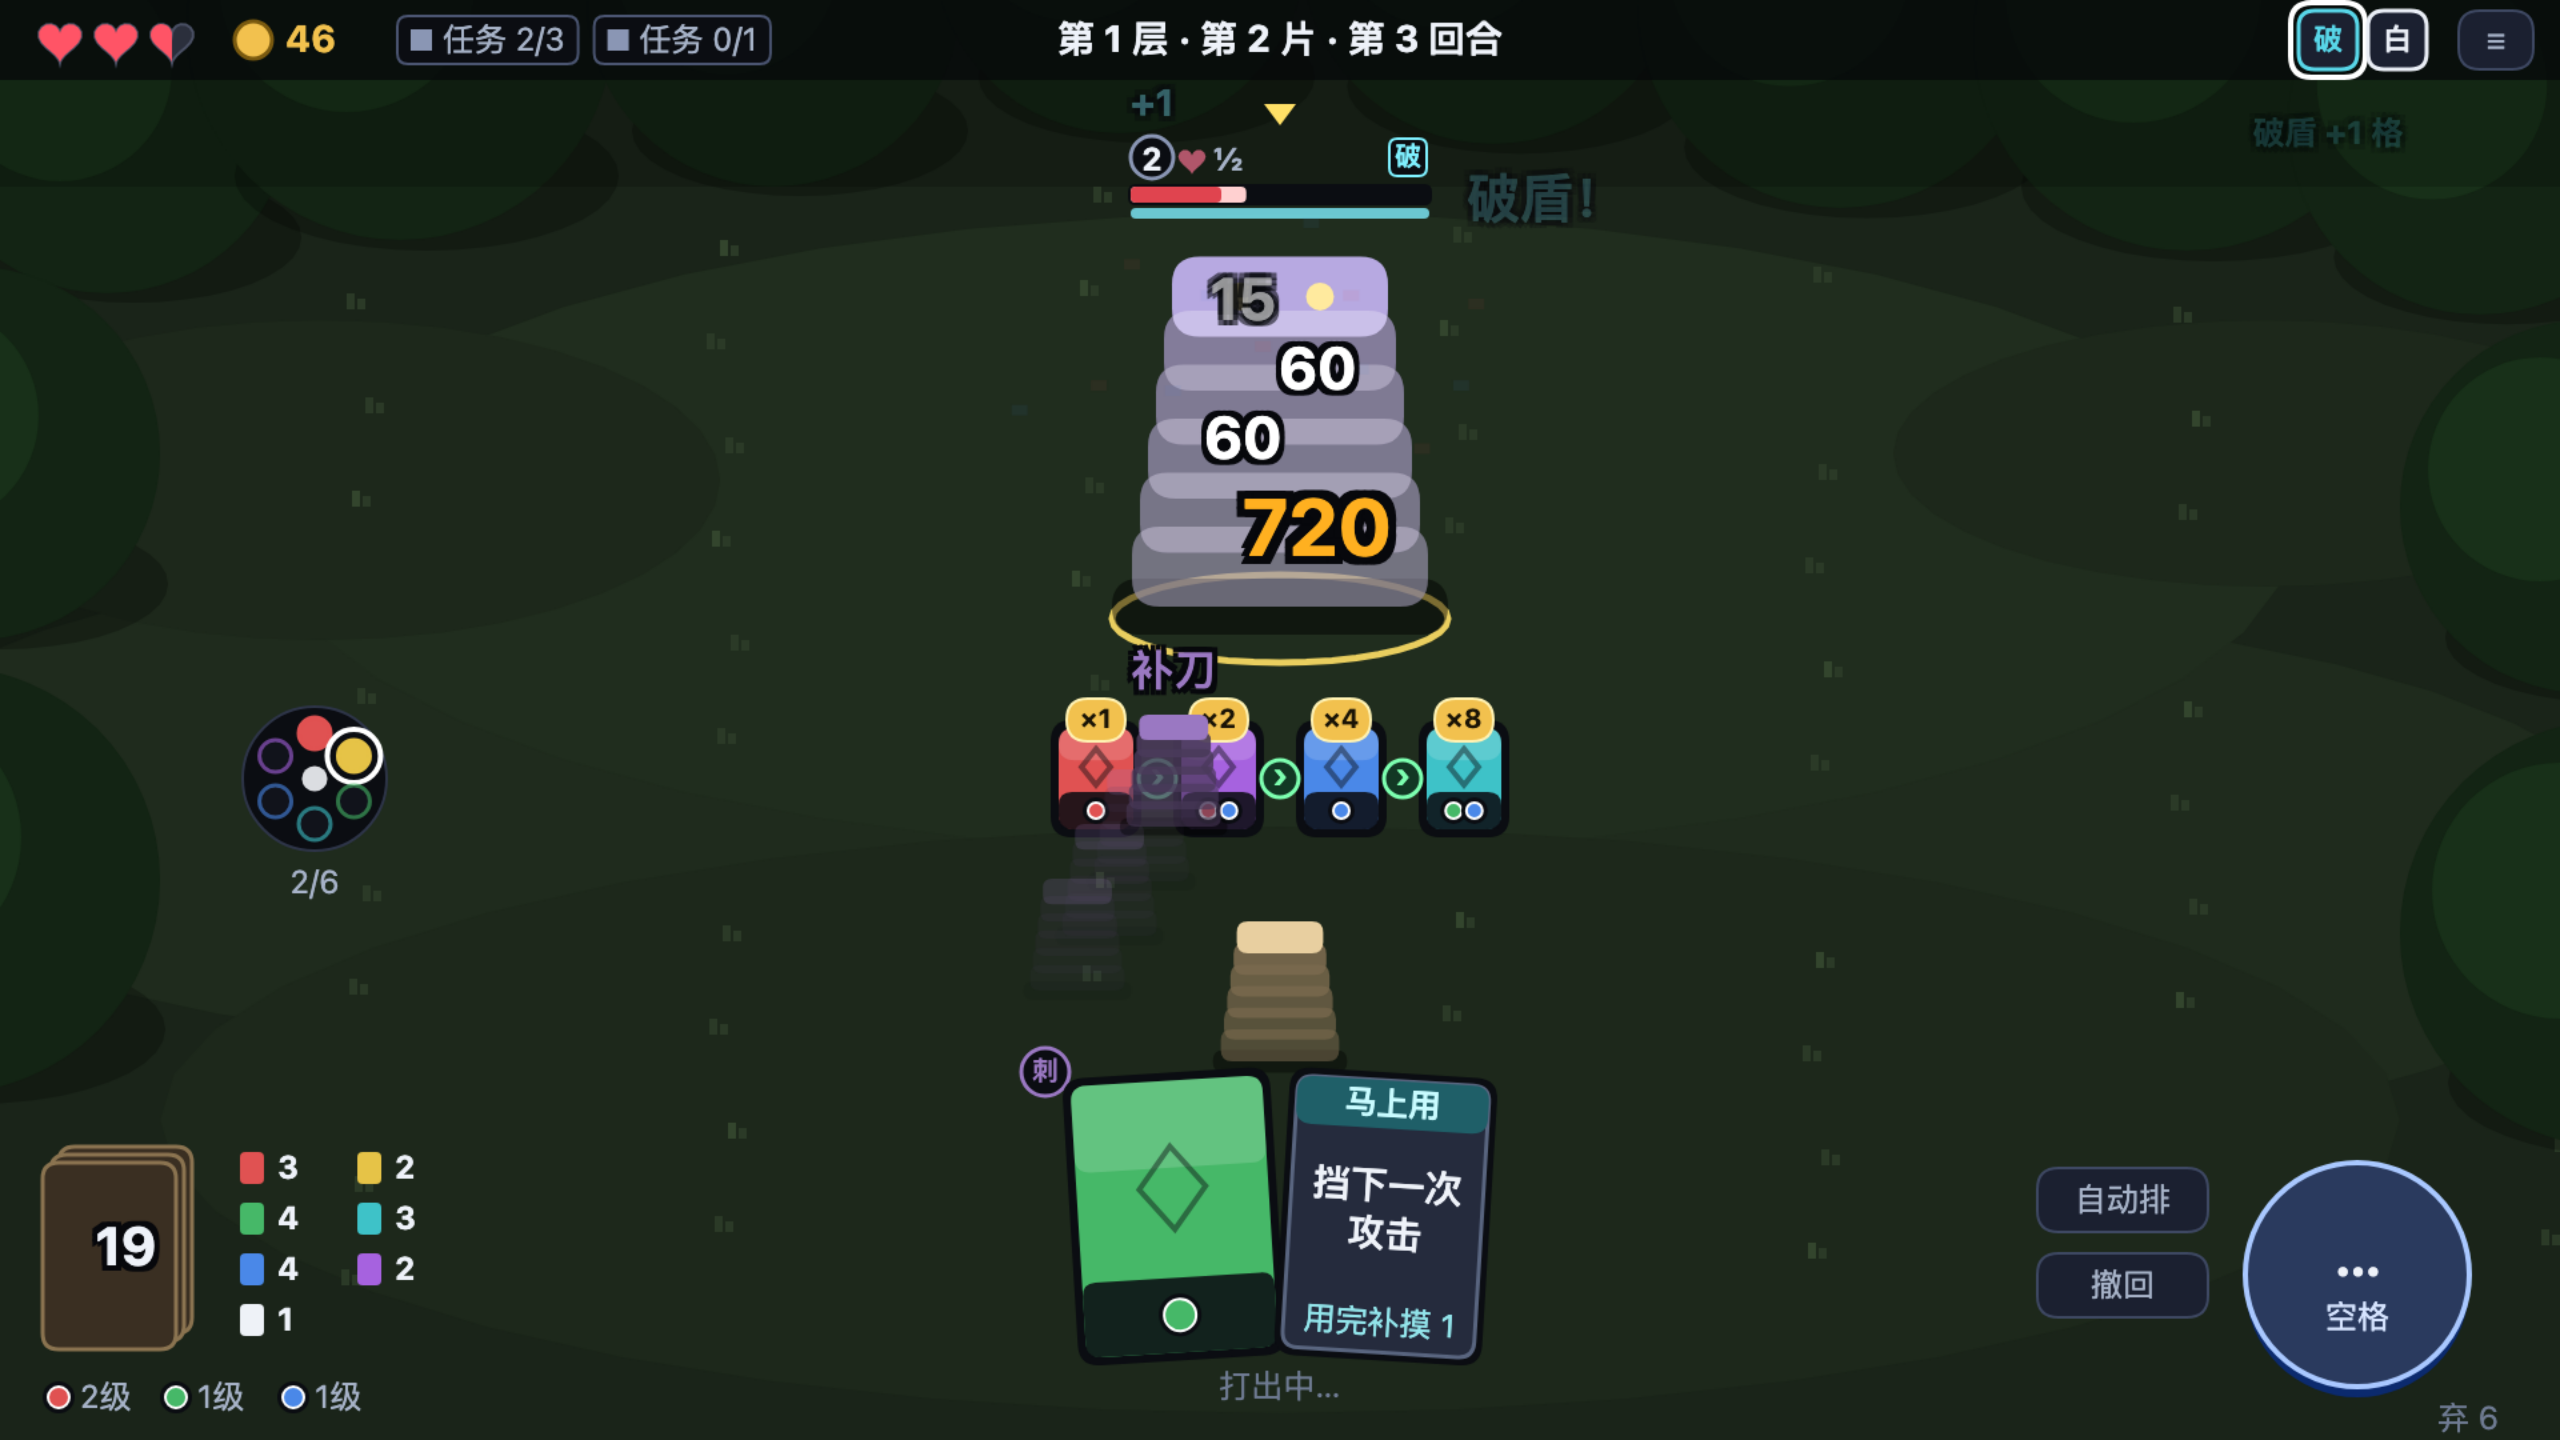 46
任务 2/3
任务 0/1
第 1 层 · 第 2 片 · 第 3 回合
破
白
≡
+1
2 ½
破
破盾 +1 格
破盾!
15
60
60
720
补刀
×1
×2
×4
×8
2/6
刺
马上用
挡下一次
攻击
用完补摸 1
打出中...
19
3
2
4
3
4
2
1
2级
1级
1级
自动排
撤回
...
空格
弃 6